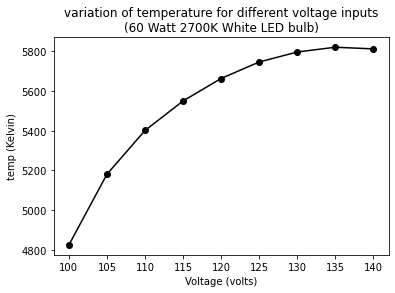 variation of temperature for different voltage inputs
(60 Watt 2700K White LED bulb)
5800
5600
5400
5200
5000
4800
temp (Kelvin)
100 105 110 115 120 125 130 135 140
Voltage (volts)